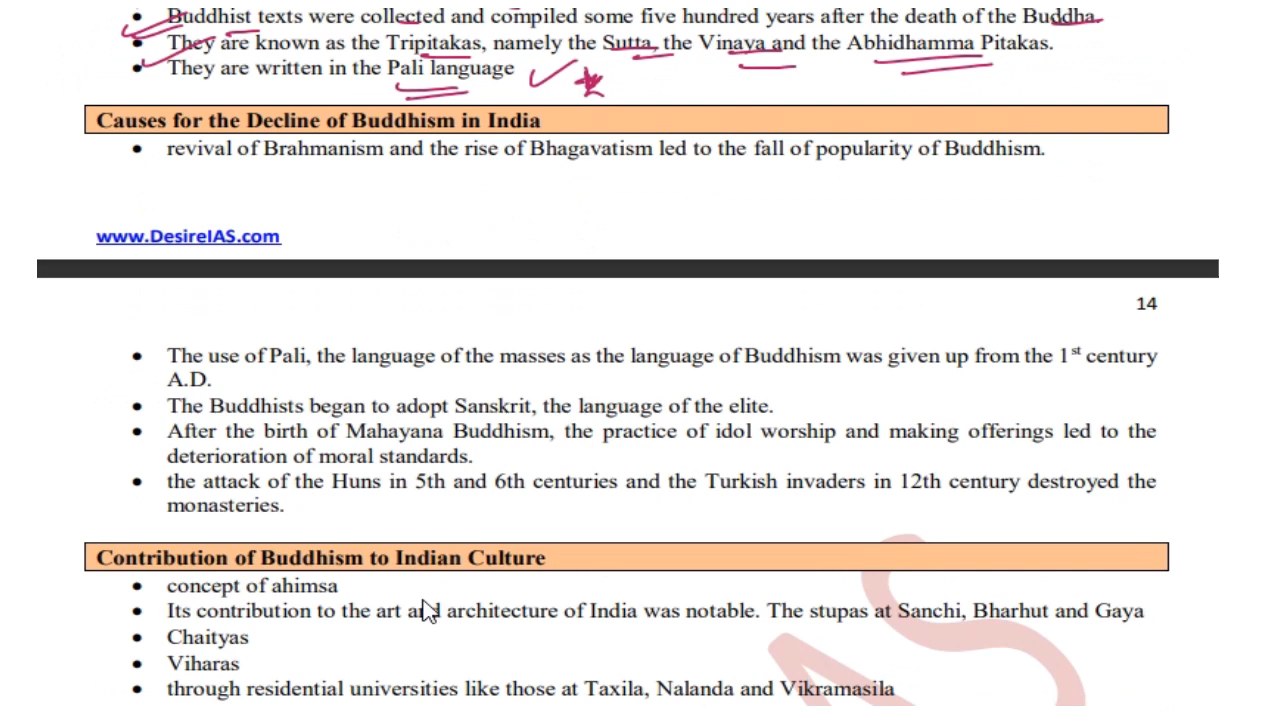 • Buddhist texts were collected and compiled some five hundred years after the death of the Buddha.
• They are known as the Tripitakas, namely the Sutta, the Vinaya and the Abhidhamma Pitakas.
• They are written in the Pali language
Causes for the Decline of Buddhism in India
• revival of Brahmanism and the rise of Bhagavatism led to the fall of popularity of Buddhism.
www.DesireIAS.com
14
• The use of Pali, the language of the masses as the language of Buddhism was given up from the 1st century
A.D.
• The Buddhists began to adopt Sanskrit, the language of the elite.
• After the birth of Mahayana Buddhism, the practice of idol worship and making offerings led to the
deterioration of moral standards.
• the attack of the Huns in 5th and 6th centuries and the Turkish invaders in 12th century destroyed the
monasteries.
Contribution of Buddhism to Indian Culture
• concept of ahimsa
• Its contribution to the art and architecture of India was notable. The stupas at Sanchi, Bharhut and Gaya
• Chaityas
• Viharas
• through residential universities like those at Taxila, Nalanda and Vikramasila